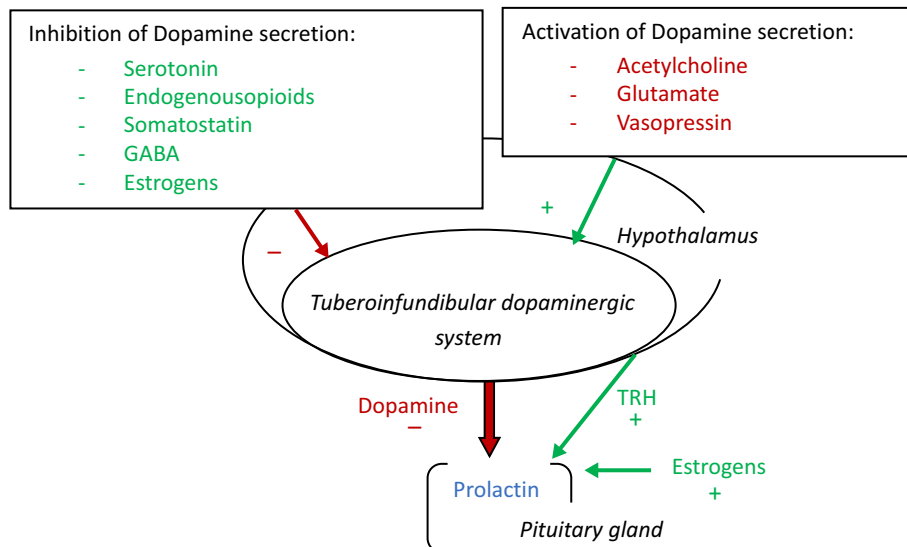 Inhibition of Dopamine secretion:
- Serotonin
- Endogenousopioids
- Somatostatin
- GABA
- Estrogens
Activation of Dopamine secretion:
- Acetylcholine
- Glutamate
- Vasopressin
+
Hypothalamus
–
Tuberoinfundibular dopaminergic
system
Dopamine
–
TRH
+
Estrogens
+
Prolactin
Pituitary gland